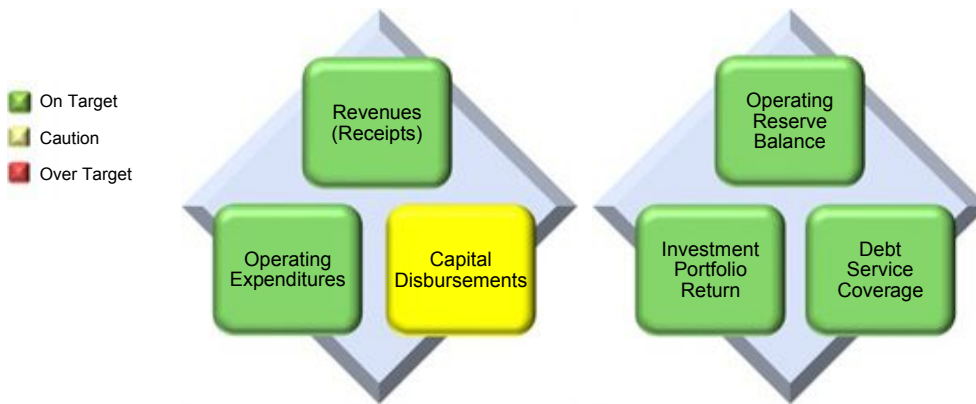 On Target
Caution
Over Target
Revenues
(Receipts)
Operating
Expenditures
Capital
Disbursements
Operating
Reserve
Balance
Investment
Portfolio
Return
Debt
Service
Coverage